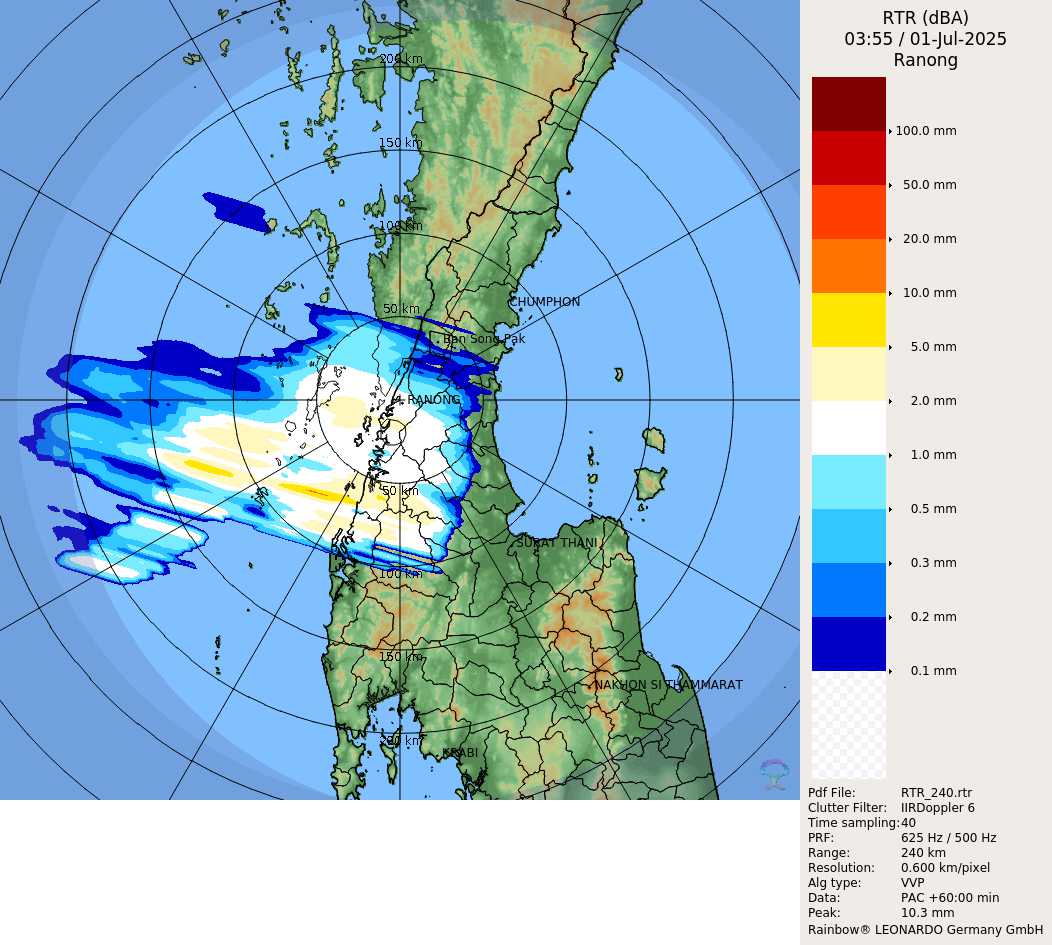 RTR (dBA)
03:55 / 01-Jul-2025
Ranong
200 km
150 km
100 km
50 km
CHUMPHON
Ban Song Pak
RANONG
50 km
SURAT THANI
100 km
150 km
NAKHON SI THAMMARAT
200 km
KRABI
100.0 mm
50.0 mm
20.0 mm
10.0 mm
5.0 mm
2.0 mm
1.0 mm
0.5 mm
0.3 mm
0.2 mm
0.1 mm
Pdf File: RTR_240.rtr
Clutter Filter: IIRDoppler 6
Time sampling:40
PRF: 625 Hz / 500 Hz
Range: 240 km
Resolution: 0.600 km/pixel
Alg type: VVP
Data: PAC +60:00 min
Peak: 10.3 mm
Rainbow® LEONARDO Germany GmbH